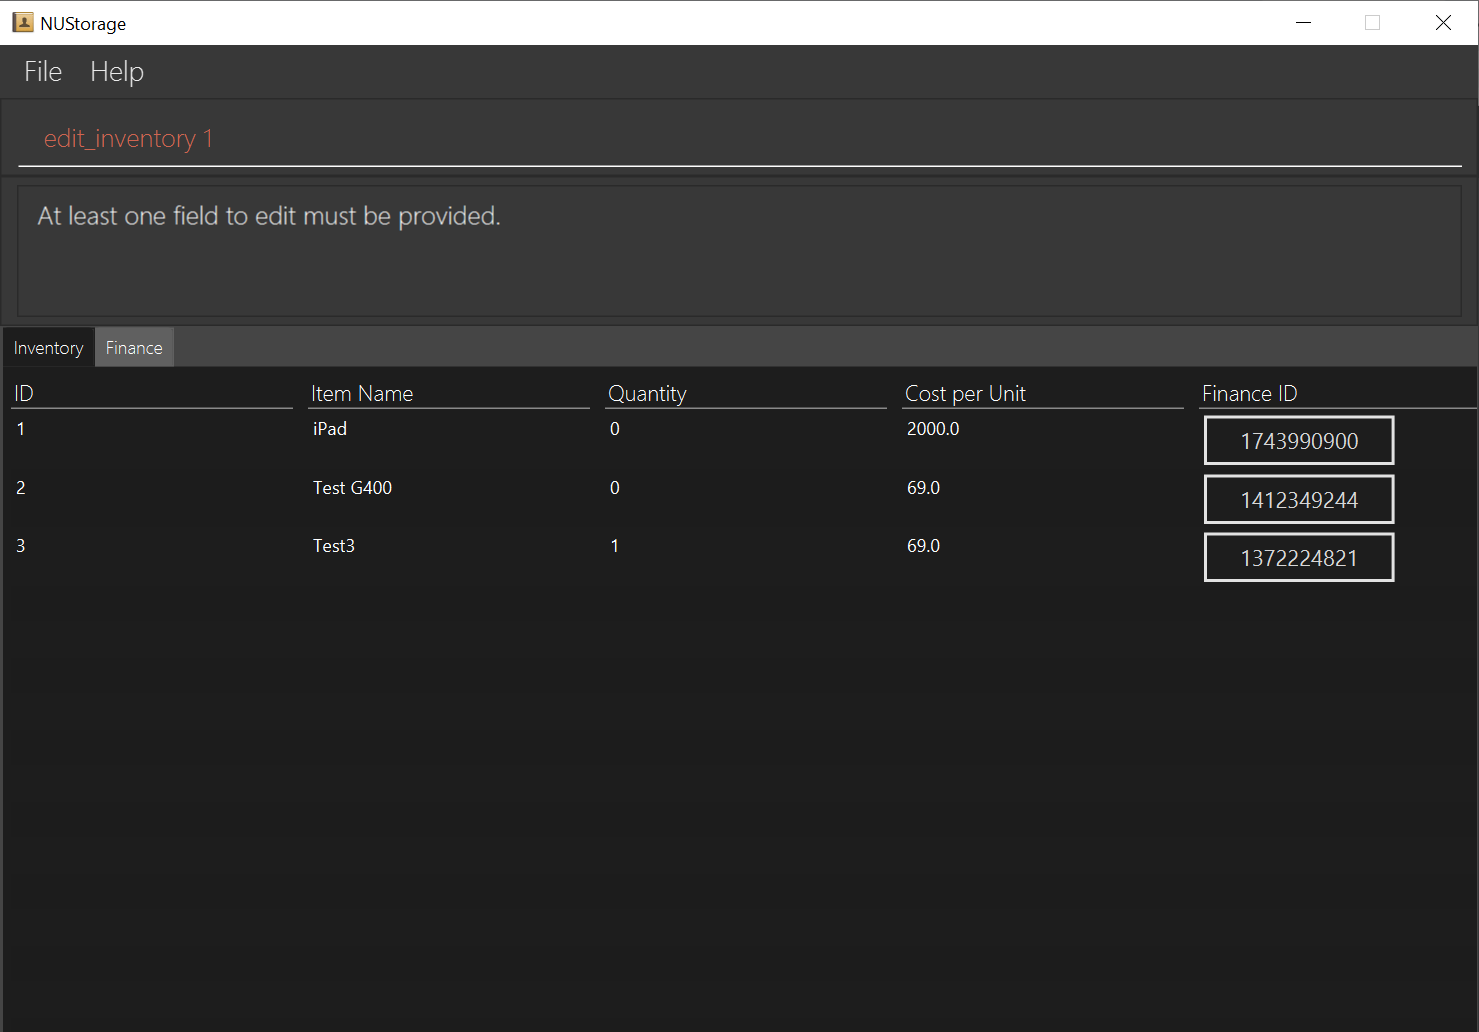 NUStorage
File Help
edit_inventory 1
At least one field to edit must be provided.
Inventory Finance
ID Item Name Quantity Cost per Unit Finance ID
1 iPad 0 2000.0 1743990900
2 Test G400 0 69.0 1412349244
3 Test3 1 69.0 1372224821